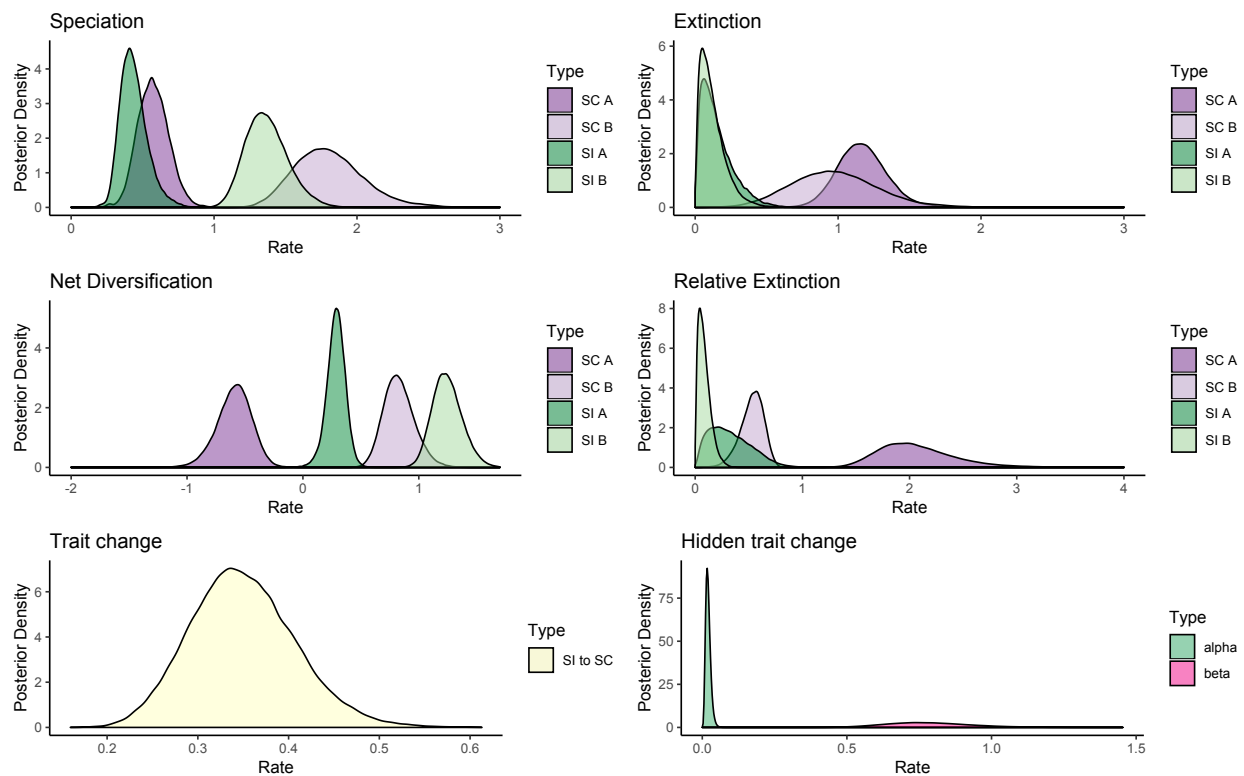 Speciation
Posterior Density
4
3
2
1
0
0 1 2 3
Rate
Type
SC A
SC B
SI A
SI B
Extinction
Posterior Density
6
4
2
0
0 1 2 3
Rate
Type
SC A
SC B
SI A
SI B
Net Diversification
Posterior Density
4
2
0
-2 -1 0 1
Rate
Type
SC A
SC B
SI A
SI B
Relative Extinction
Posterior Density
8
6
4
2
0
0 1 2 3 4
Rate
Type
SC A
SC B
SI A
SI B
Trait change
Posterior Density
6
4
2
0
0.2 0.3 0.4 0.5 0.6
Rate
Type
SI to SC
Hidden trait change
Posterior Density
75
50
25
0
0.0 0.5 1.0 1.5
Rate
Type
alpha
beta